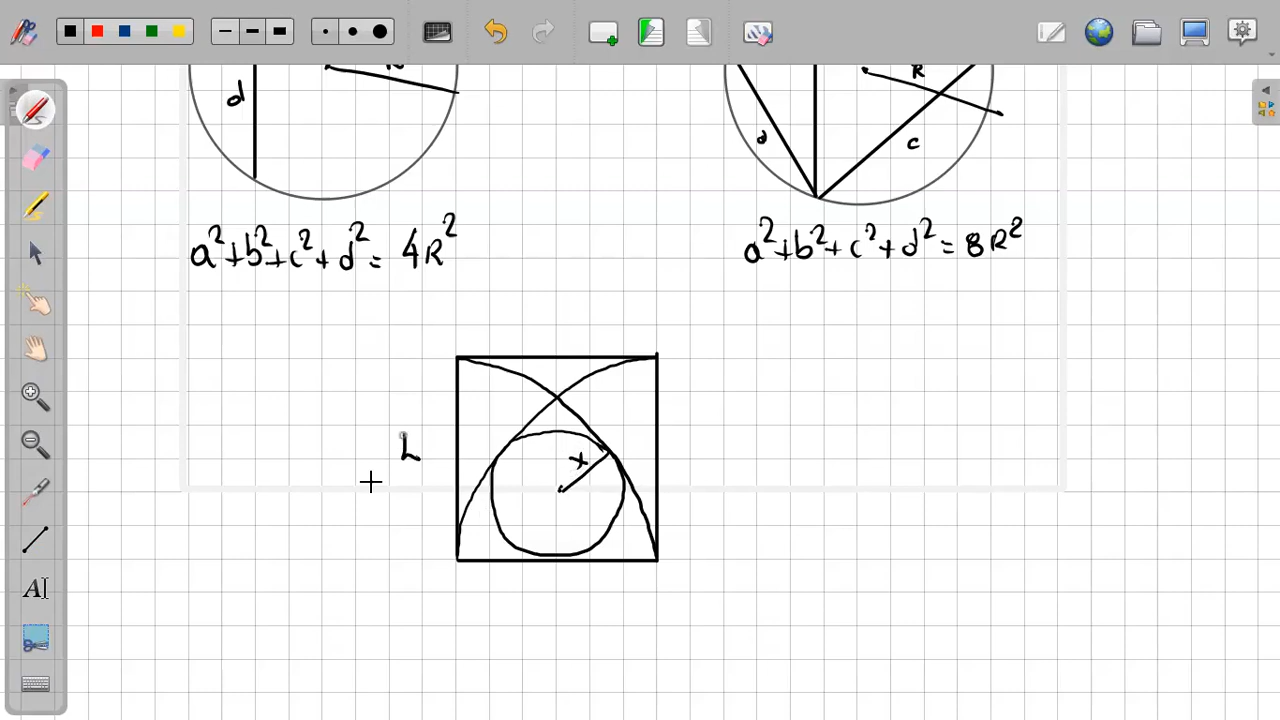 d R
d R c
a²+b²+c²+d²= 4R² a²+b²+c²+d²= 8R²
L x
A